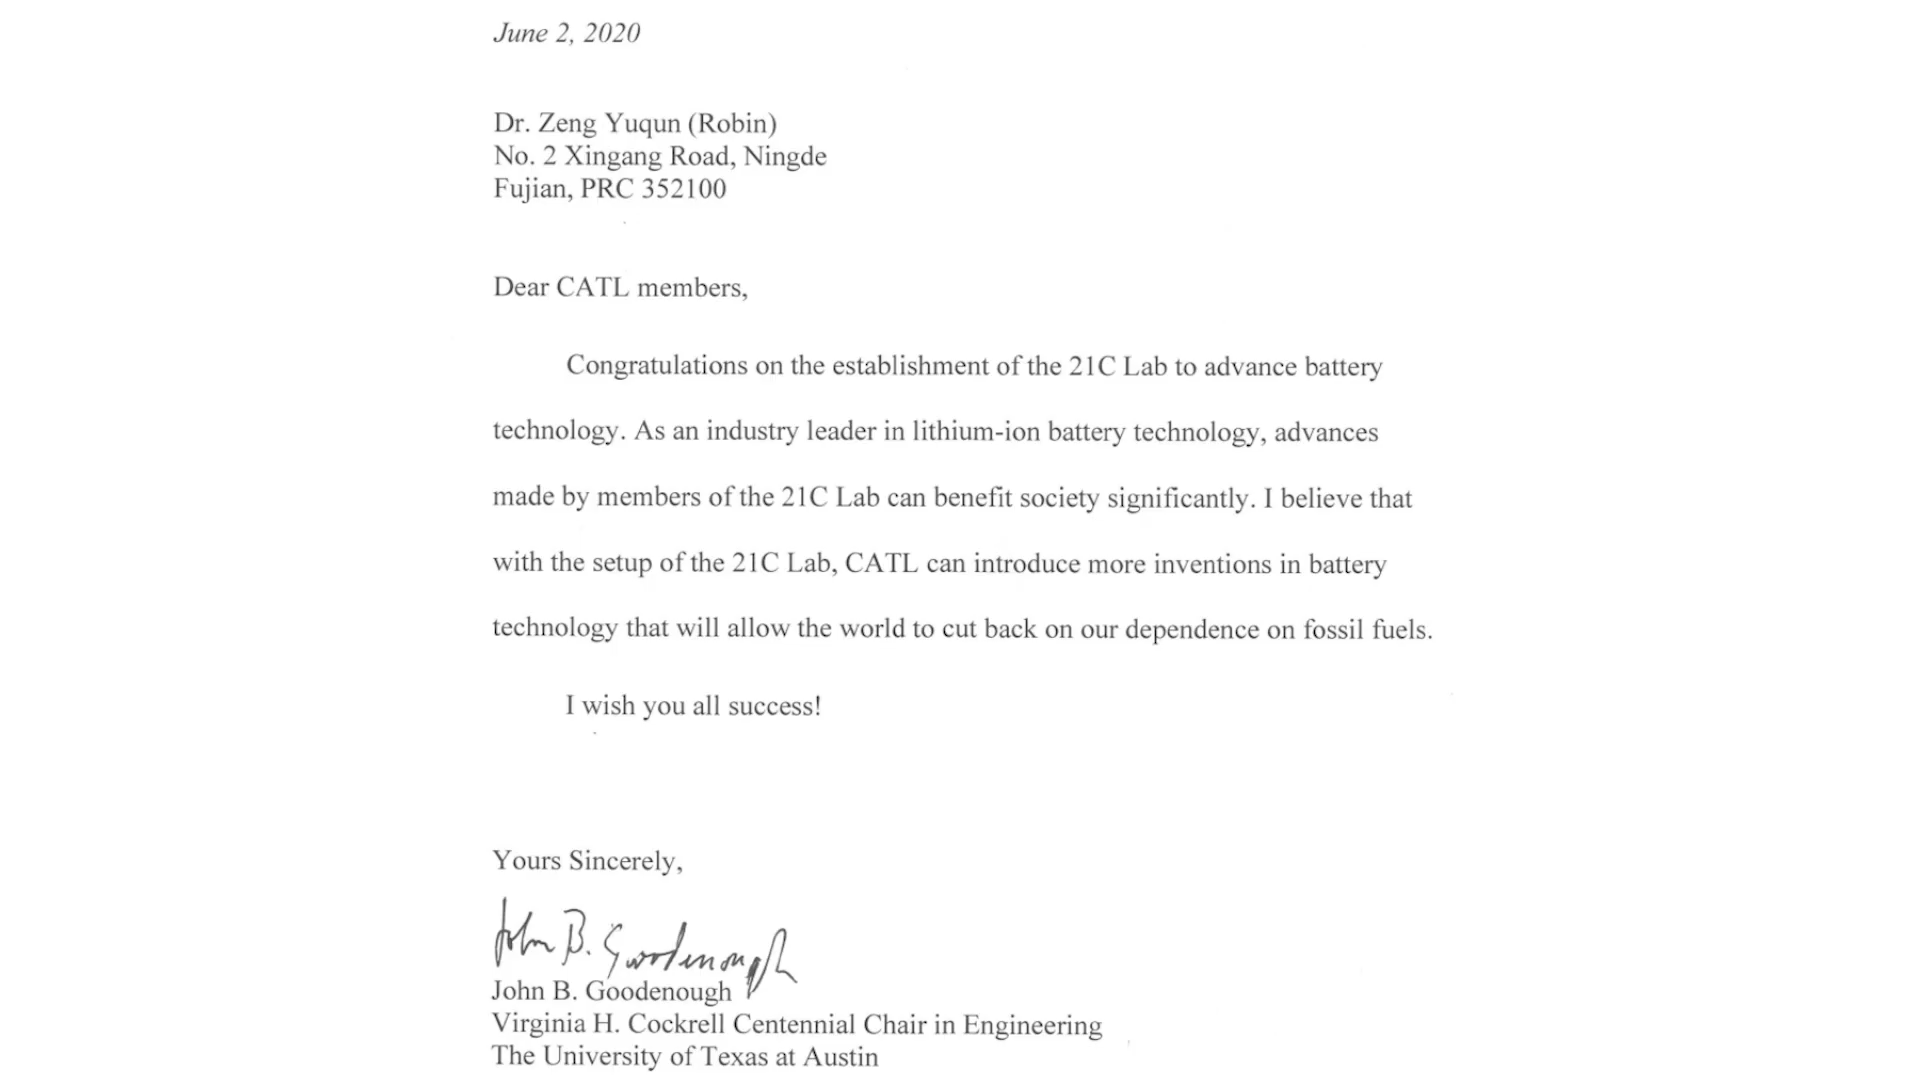 June 2, 2020
Dr. Zeng Yuqun (Robin)
No. 2 Xingang Road, Ningde
Fujian, PRC 352100
Dear CATL members,
Congratulations on the establishment of the 21C Lab to advance battery
technology. As an industry leader in lithium-ion battery technology, advances
made by members of the 21C Lab can benefit society significantly. I believe that
with the setup of the 21C Lab, CATL can introduce more inventions in battery
technology that will allow the world to cut back on our dependence on fossil fuels.
I wish you all success!
Yours Sincerely,
John B. Goodenough
John B. Goodenough
Virginia H. Cockrell Centennial Chair in Engineering
The University of Texas at Austin